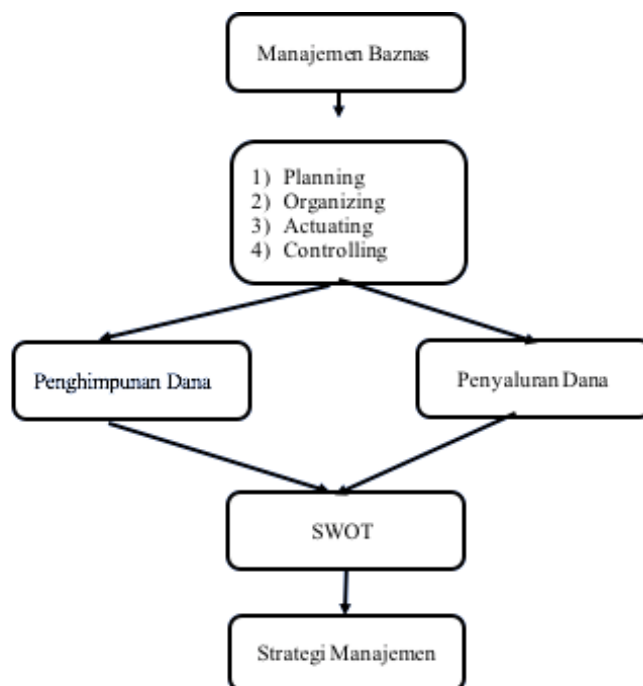 Manajemen Baznas
1) Planning
2) Organizing
3) Actuating
4) Controlling
Penghimpunan Dana
Penyaluran Dana
SWOT
Strategi Manajemen